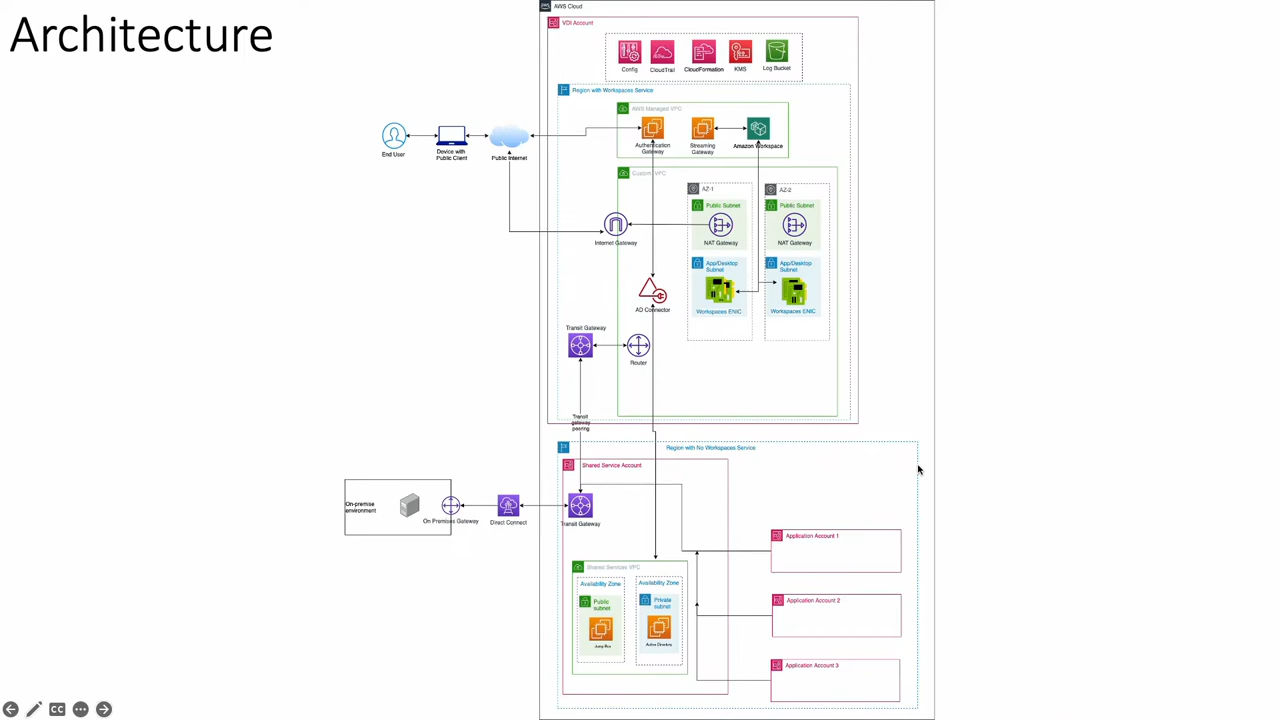 Architecture
AWS Cloud
VDI Account
Config
CloudTrail
CloudFormation
KMS
Log Bucket
Region with Workspaces Service
AWS Managed VPC
Authentication
Gateway
Streaming
Gateway
Amazon Workspace
End User
Device with
Public Client
Public Internet
Custom VPC
AZ-1
AZ-2
Public Subnet
Public Subnet
NAT Gateway
NAT Gateway
Internet Gateway
App/Desktop
Subnet
App/Desktop
Subnet
Workspaces ENIC
Workspaces ENIC
AD Connector
Transit Gateway
Router
Transit
gateway
peering
Region with No Workspaces Service
Shared Service Account
On-premise
environment
On Premises Gateway
Direct Connect
Transit Gateway
Application Account 1
Shared Services VPC
Availability Zone
Availability Zone
Public
subnet
Private
subnet
Jump Box
Active Directory
Application Account 2
Application Account 3
CC